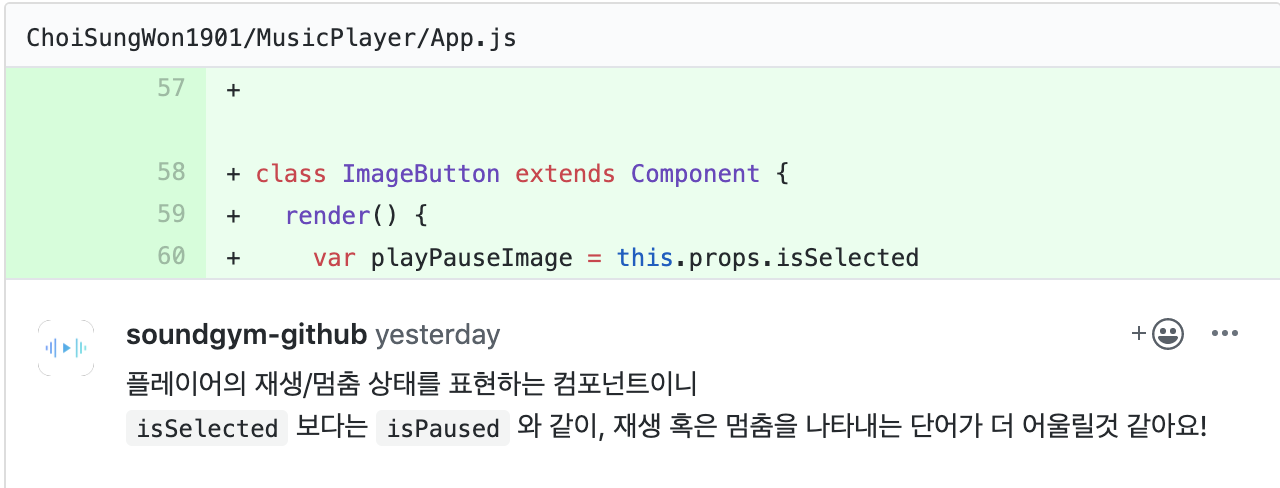 ChoiSungWon1901/MusicPlayer/App.js
57 +
58 + class ImageButton extends Component {
59 + render() {
60 + var playPauseImage = this.props.isSelected
soundgym-github yesterday
플레이어의 재생/멈춤 상태를 표현하는 컴포넌트이니
isSelected 보다는 isPaused 와 같이, 재생 혹은 멈춤을 나타내는 단어가 더 어울릴것 같아요!